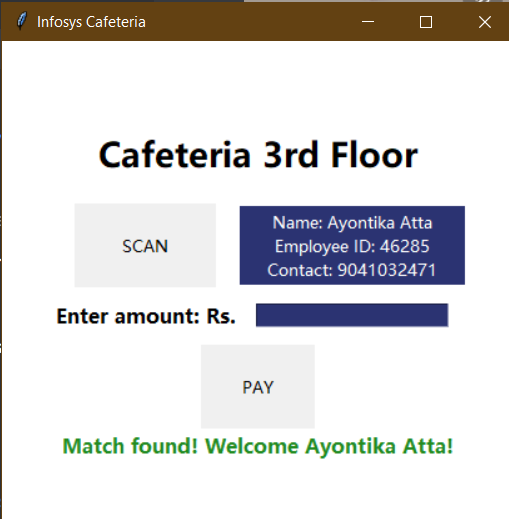 Infosys Cafeteria
Cafeteria 3rd Floor
SCAN
Name: Ayontika Atta
Employee ID: 46285
Contact: 9041032471
Enter amount: Rs.
PAY
Match found! Welcome Ayontika Atta!